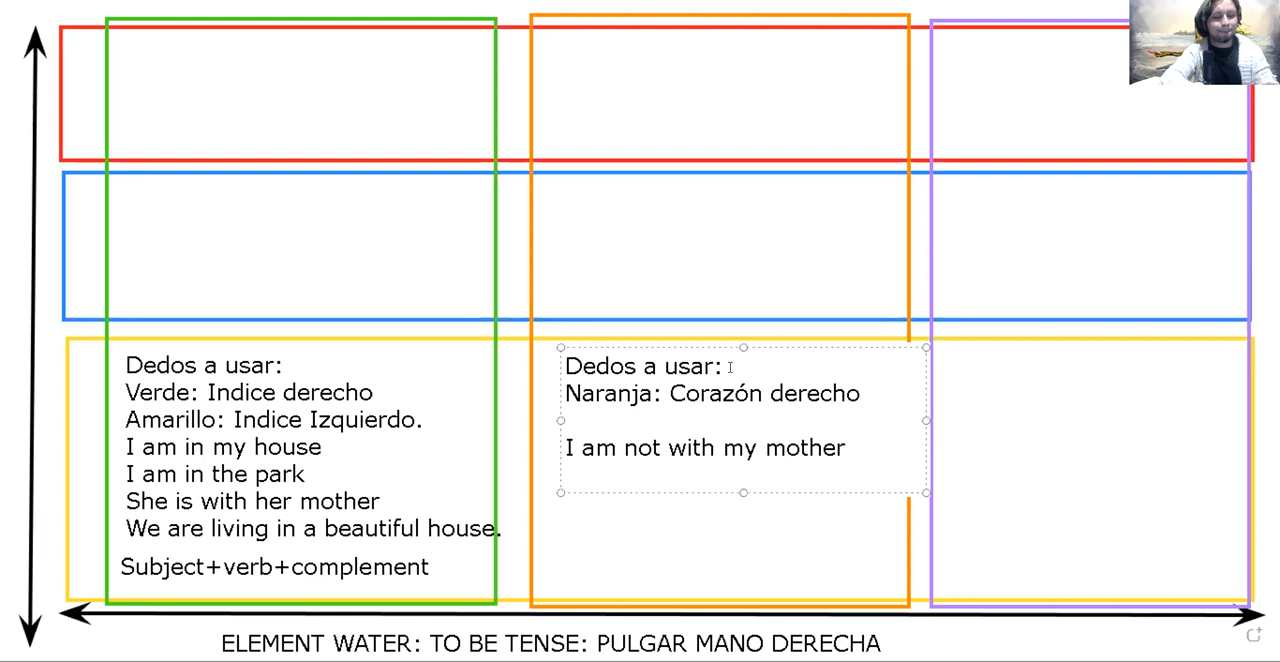 Dedos a usar:
Verde: Indice derecho
Amarillo: Indice Izquierdo.
I am in my house
I am in the park
She is with her mother
We are living in a beautiful house.
Subject+verb+complement
Dedos a usar:
Naranja: Corazón derecho
I am not with my mother
ELEMENT WATER: TO BE TENSE: PULGAR MANO DERECHA